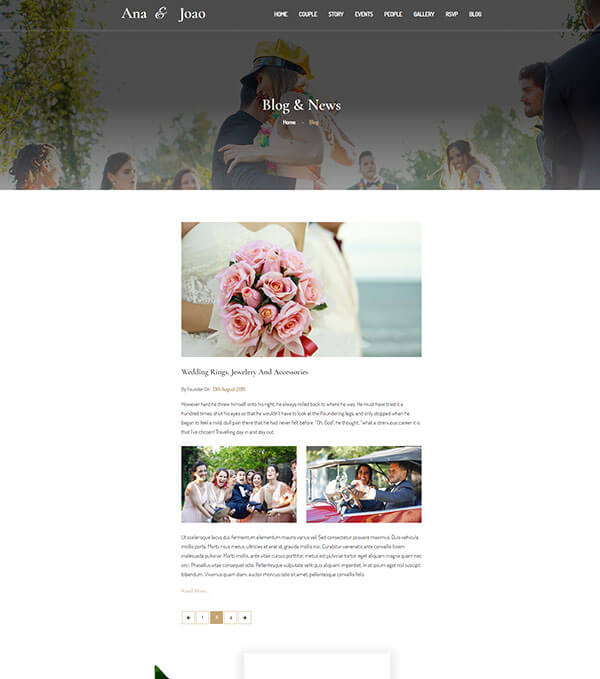 Ana & Joao
HOME COUPLE STORY EVENTS PEOPLE GALLERY RSVP BLOG
Blog & News
Home - Blog
Wedding Rings, Jewelery And Accessories
By Founder On 13th August 2015
However hard he threw himself onto his right, he always rolled back to where he was. He must have tried it a
hundred times, shut his eyes so that he wouldn't have to look at the floundering legs, and only stopped when he
began to feel a mild, dull pain there that he had never felt before. "Oh, God", he thought, "what a strenuous career it is
that I've chosen! Travelling day in and day out.
Ut scelerisque lacus dui, fermentum elementum mauris varius vel. Sed consectetur posuere maximus. Duis vehicula
mollis porta. Morbi risus metus, ultricies et erat id, gravida mollis nisi. Curabitur venenatis ante convallis lorem
malesuada pulvinar. Morbi mollis, ante vitae cursus porttitor, metus est pulvinar tortor, eget aliquam magna quam nec
orci. Phasellus vitae consequat odio. Pellentesque vulputate velit quis aliquam imperdiet. In at ipsum eget nisl suscipit
bibendum. Vivamus quam diam, auctor rhoncus odio sit amet, pellentesque convallis felis.
Read More..
1 4